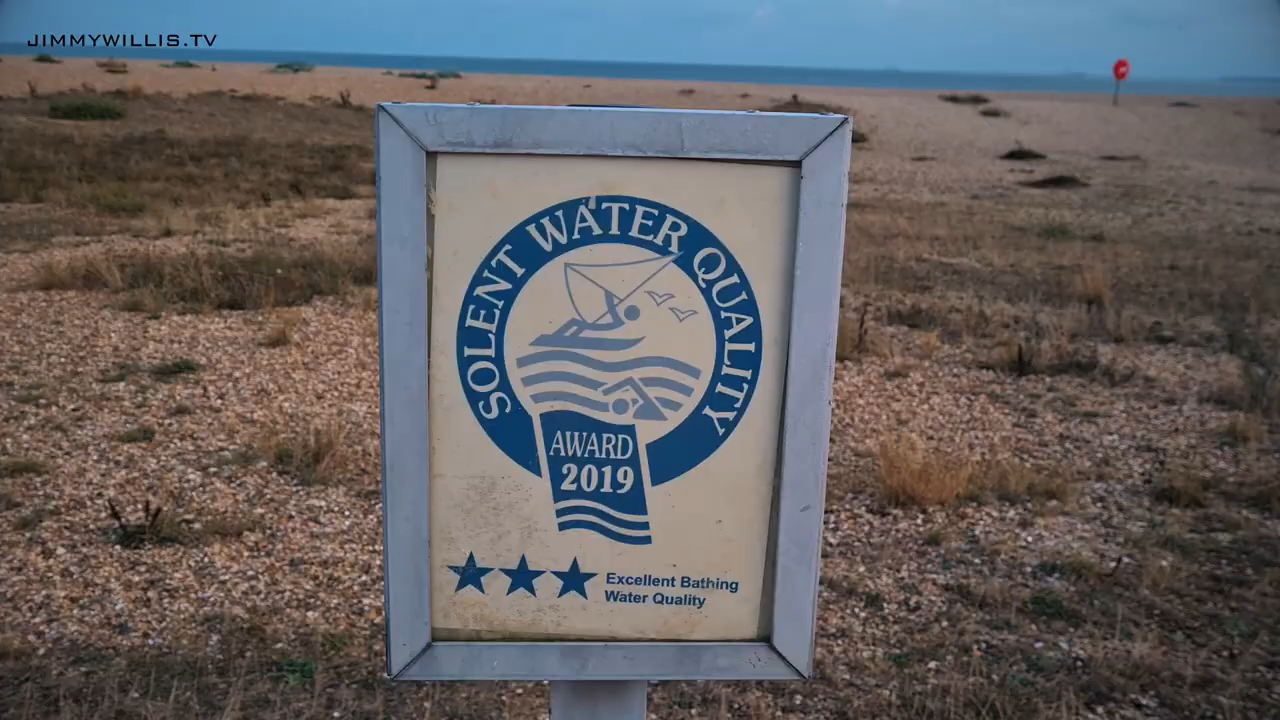 JIMMYWILLIS.TV
SOLENT WATER QUALITY
AWARD
2019
Excellent Bathing
Water Quality